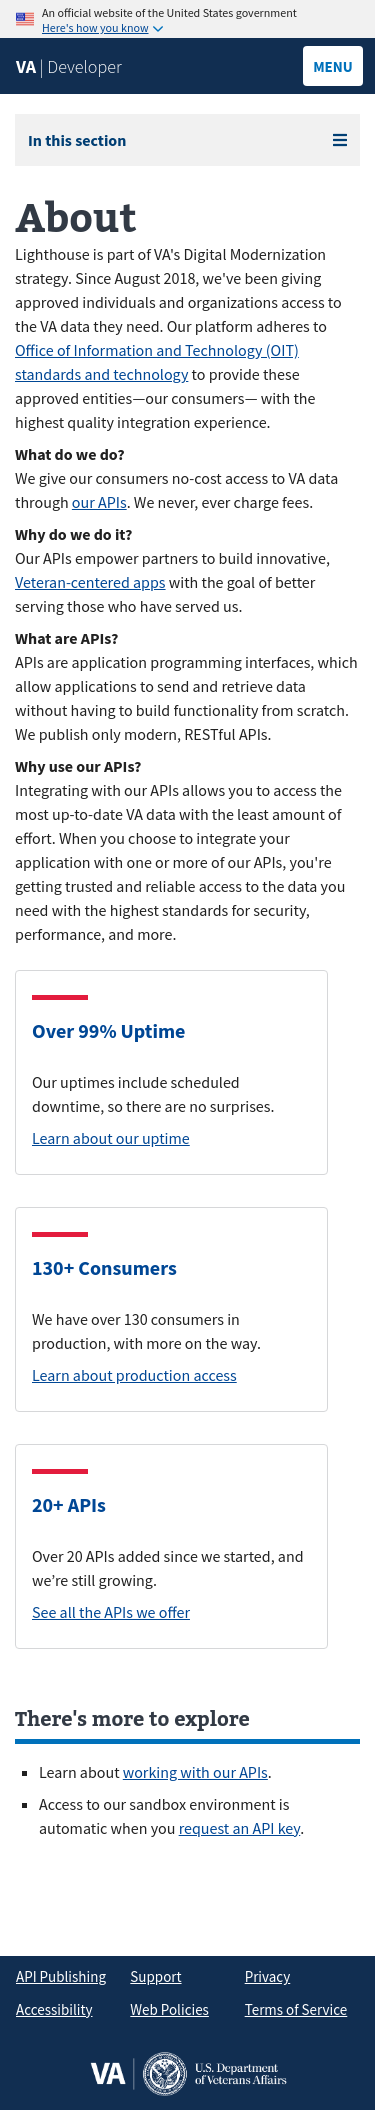 An official website of the United States government
Here's how you know
VA | Developer
MENU
In this section
About
Lighthouse is part of VA's Digital Modernization
strategy. Since August 2018, we've been giving
approved individuals and organizations access to
the VA data they need. Our platform adheres to
Office of Information and Technology (OIT)
standards and technology to provide these
approved entities—our consumers— with the
highest quality integration experience.
What do we do?
We give our consumers no-cost access to VA data
through our APIs. We never, ever charge fees.
Why do we do it?
Our APIs empower partners to build innovative,
Veteran-centered apps with the goal of better
serving those who have served us.
What are APIs?
APIs are application programming interfaces, which
allow applications to send and retrieve data
without having to build functionality from scratch.
We publish only modern, RESTful APIs.
Why use our APIs?
Integrating with our APIs allows you to access the
most up-to-date VA data with the least amount of
effort. When you choose to integrate your
application with one or more of our APIs, you're
getting trusted and reliable access to the data you
need with the highest standards for security,
performance, and more.
Over 99% Uptime
Our uptimes include scheduled
downtime, so there are no surprises.
Learn about our uptime
130+ Consumers
We have over 130 consumers in
production, with more on the way.
Learn about production access
20+ APIs
Over 20 APIs added since we started, and
we’re still growing.
See all the APIs we offer
There's more to explore
Learn about working with our APIs.
Access to our sandbox environment is
automatic when you request an API key.
API Publishing Support Privacy
Accessibility Web Policies Terms of Service
VA
U.S. Department
of Veterans Affairs